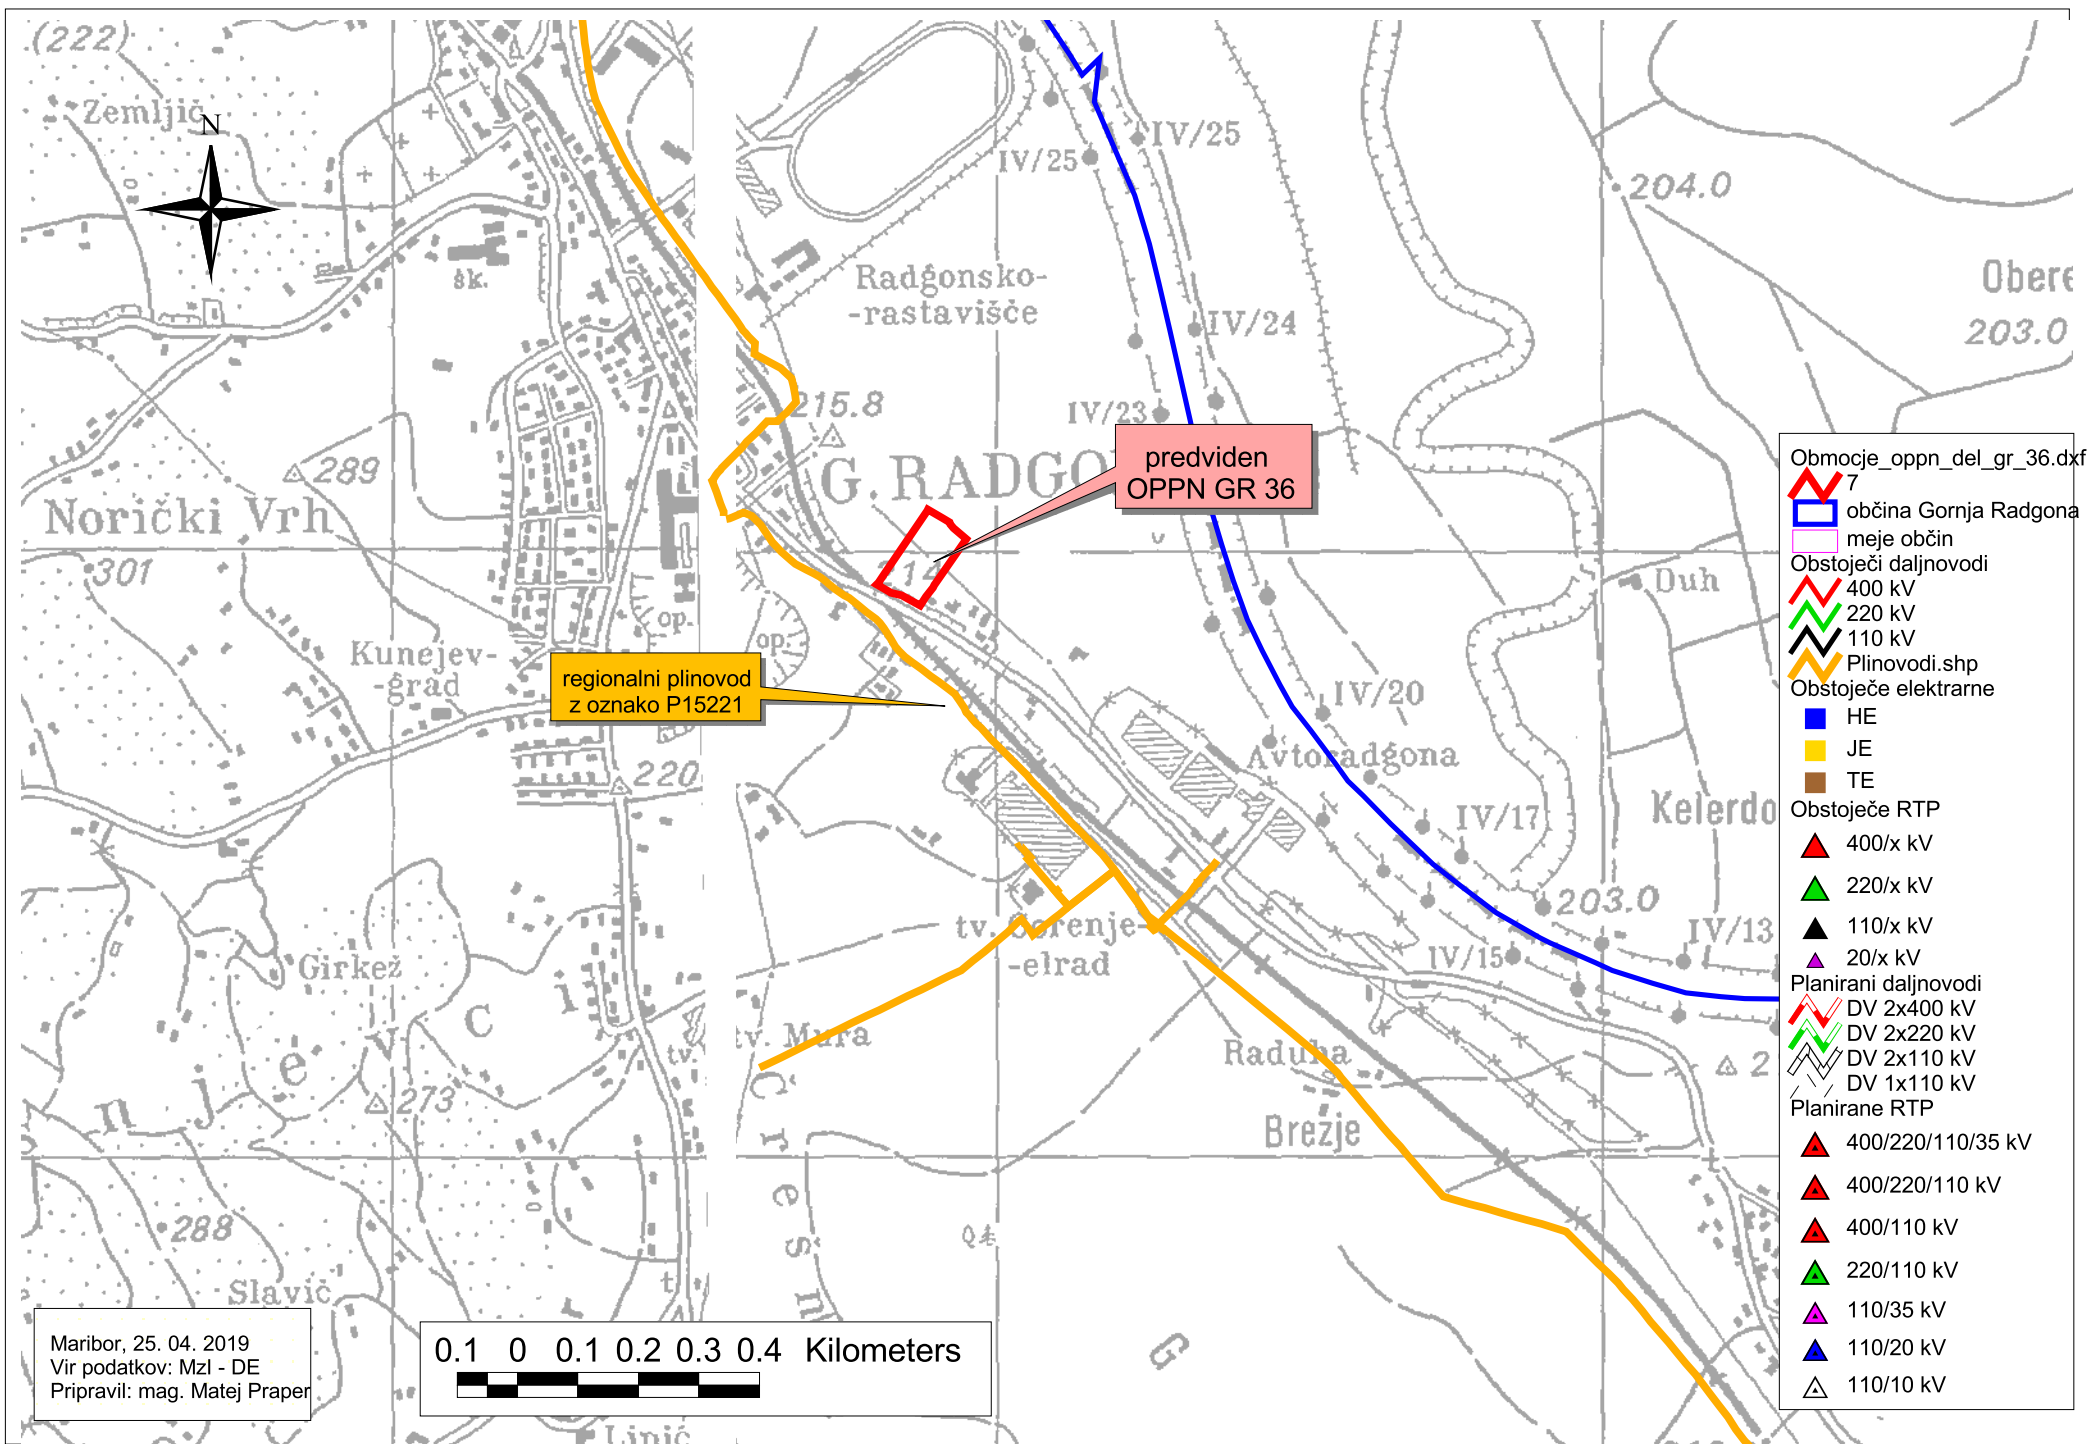 (222)
Zemljič
N
šk.
IV/25
IV/25
204.0
Radgonsko-
-rastavišče
Obere
203.0
IV/24
215.8
IV/23
289
G. RADGO
predviden
OPPN GR 36
Norički Vrh
301
214
Duh
op.
op.
Kunejev-
-grad
regionalni plinovod
z oznako P15221
IV/20
Avtoradgona
220
IV/17
Kelerdo
203.0
IV/13
tv. Gorenje-
-elrad
IV/15
Girkež
tv. Mura
tv.
Raduha
273
Brezje
288
Slavič
Linič
G
Maribor, 25. 04. 2019
Vir podatkov: MzI - DE
Pripravil: mag. Matej Praper
0.1 0 0.1 0.2 0.3 0.4 Kilometers
Obmocje_oppn_del_gr_36.dxf
7
občina Gornja Radgona
meje občin
Obstoječi daljnovodi
400 kV
220 kV
110 kV
Plinovodi.shp
Obstoječe elektrarne
HE
JE
TE
Obstoječe RTP
400/x kV
220/x kV
110/x kV
20/x kV
Planirani daljnovodi
DV 2x400 kV
DV 2x220 kV
DV 2x110 kV
DV 1x110 kV
Planirane RTP
400/220/110/35 kV
400/220/110 kV
400/110 kV
220/110 kV
110/35 kV
110/20 kV
110/10 kV